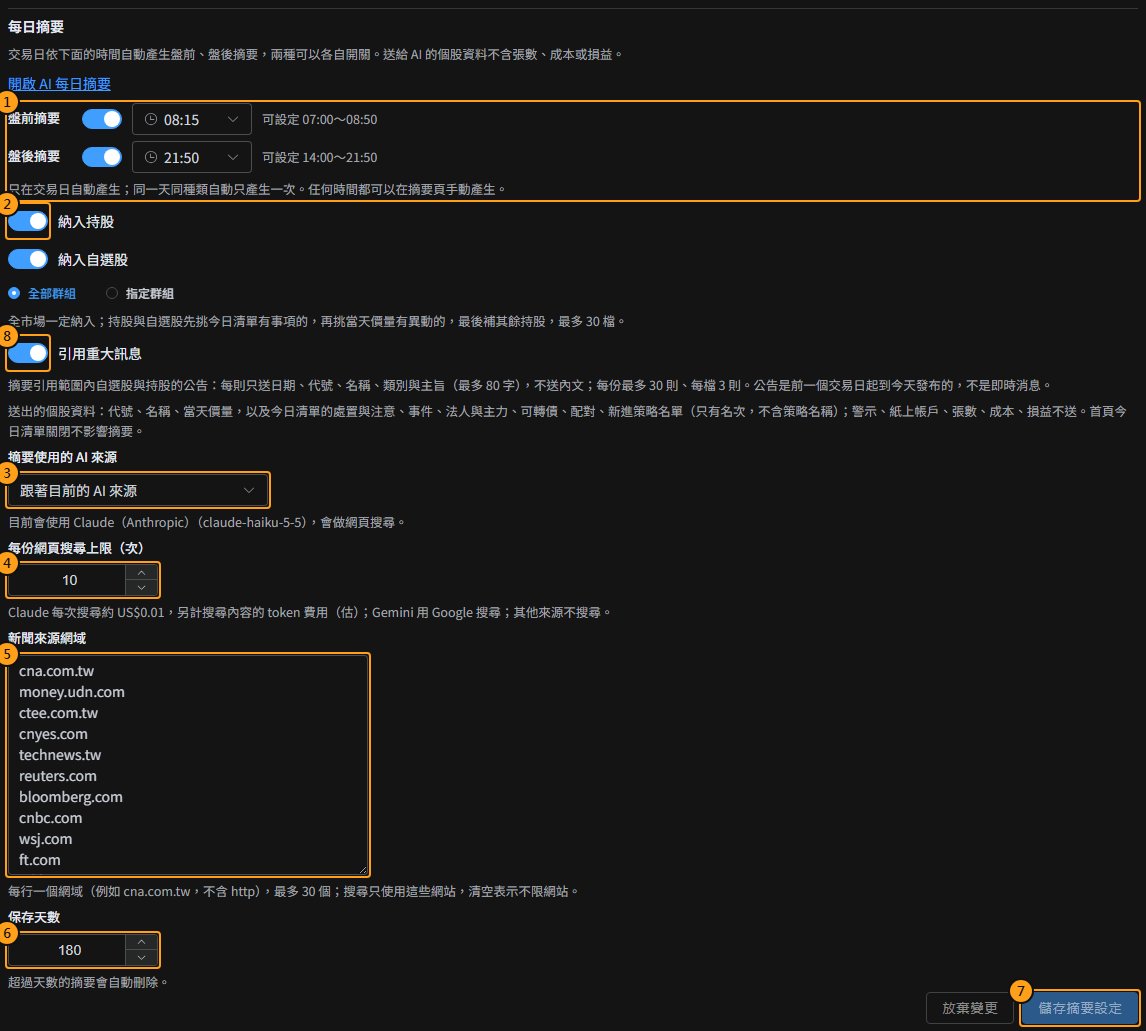 每日摘要
交易日依下面的時間自動產生盤前、盤後摘要，兩種可以各自開關。送給 AI 的個股資料不含張數、成本或損益。
開啟 AI 每日摘要
1
盤前摘要 08:15 可設定 07:00～08:50
盤後摘要 21:50 可設定 14:00～21:50
只在交易日自動產生；同一天同種類自動只產生一次。任何時間都可以在摘要頁手動產生。
2
納入持股
納入自選股
全部群組 指定群組
全市場一定納入；持股與自選股先挑今日清單有事項的，再挑當天價量有異動的，最後補其餘持股，最多 30 檔。
8
引用重大訊息
摘要引用範圍內自選股與持股的公告：每則只送日期、代號、名稱、類別與主旨（最多 80 字），不送內文；每份最多 30 則、每檔 3 則。公告是前一個交易日起到今天發布的，不是即時消息。
送出的個股資料：代號、名稱、當天價量，以及今日清單的處置與注意、事件、法人與主力、可轉債、配對、新進策略名單（只有名次，不含策略名稱）；警示、紙上帳戶、張數、成本、損益不送。首頁今
日清單關閉不影響摘要。
摘要使用的 AI 來源
3
跟著目前的 AI 來源
目前會使用 Claude（Anthropic）（claude-haiku-5-5），會做網頁搜尋。
每份網頁搜尋上限（次）
4
10
Claude 每次搜尋約 US$0.01，另計搜尋內容的 token 費用（估）；Gemini 用 Google 搜尋；其他來源不搜尋。
新聞來源網域
5
cna.com.tw
money.udn.com
ctee.com.tw
cnyes.com
technews.tw
reuters.com
bloomberg.com
cnbc.com
wsj.com
ft.com
每行一個網域（例如 cna.com.tw，不含 http），最多 30 個；搜尋只使用這些網站，清空表示不限網站。
保存天數
6
180
超過天數的摘要會自動刪除。
7
放棄變更 儲存摘要設定